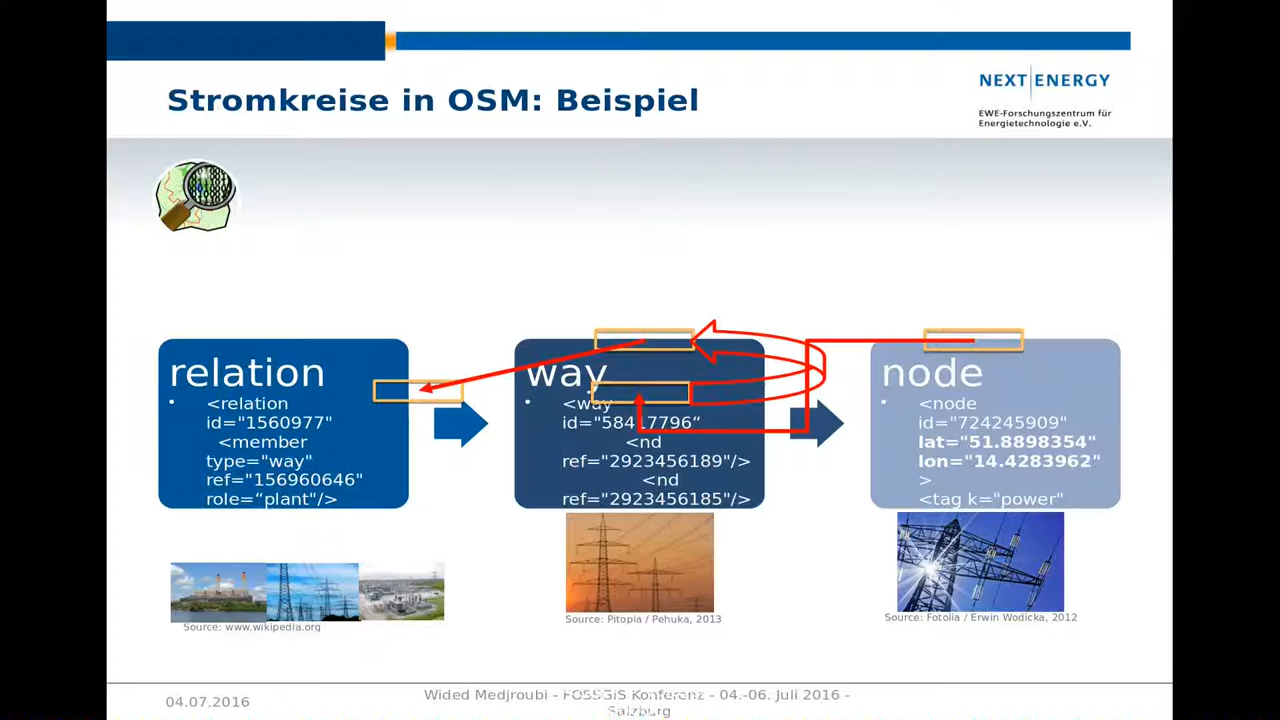 Stromkreise in OSM: Beispiel
NEXT ENERGY
EWE-Forschungszentrum für
Energietechnologie e.V.
relation
• <relation
id="1560977"
<member
type="way"
ref="156960646"
role=“plant"/>
way
• <way
id="58417796“
<nd
ref="2923456189"/>
<nd
ref="2923456185"/>
node
• <node
id="724245909"
lat="51.8898354"
lon="14.4283962"
>
<tag k="power"
Source: www.wikipedia.org
Source: Pitopia / Pehuka, 2013
Source: Fotolia / Erwin Wodicka, 2012
04.07.2016
Wided Medjroubi - FOSSGIS Konferenz - 04.-06. Juli 2016 -
Salzburg